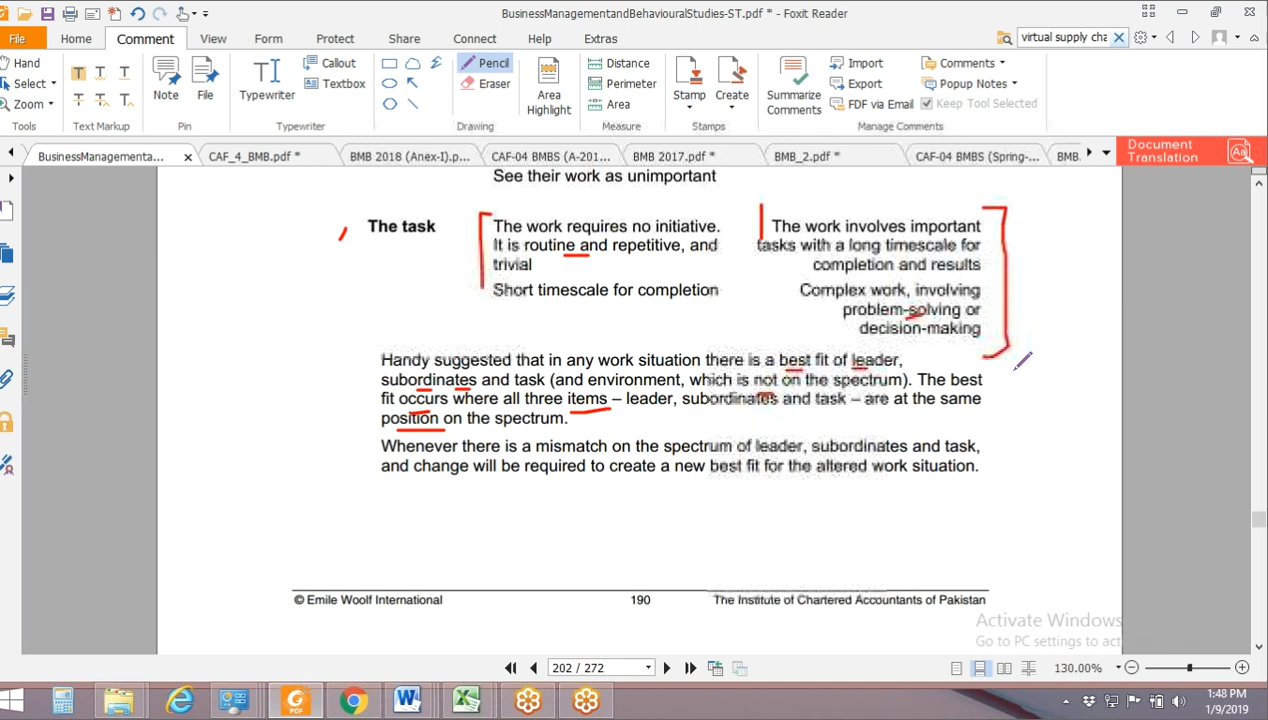 BusinessManagementandBehaviouralStudies-ST.pdf * - Foxit Reader
File Home Comment View Form Protect Share Connect Help Extras virtual supply cha
Hand Note File Typewriter Callout Pencil Distance Stamp Create Summarize Comments Import Comments
Select Textbox Eraser Area Highlight Perimeter Export Popup Notes
Zoom Area FDF via Email Keep Tool Selected
Tools Text Markup Pin Typewriter Drawing Measure Stamps Manage Comments
BusinessManagementa... CAF_4_BMB.pdf * BMB 2018 (Anex-I).p... CAF-04 BMBS (A-201... BMB 2017.pdf * BMB_2.pdf * CAF-04 BMBS (Spring-... BMB. Document Translation
See their work as unimportant
The task The work requires no initiative. The work involves important
It is routine and repetitive, and tasks with a long timescale for
trivial completion and results
Short timescale for completion Complex work, involving
problem-solving or
decision-making
Handy suggested that in any work situation there is a best fit of leader,
subordinates and task (and environment, which is not on the spectrum). The best
fit occurs where all three items – leader, subordinates and task – are at the same
position on the spectrum.
Whenever there is a mismatch on the spectrum of leader, subordinates and task,
and change will be required to create a new best fit for the altered work situation.
© Emile Woolf International 190 The Institute of Chartered Accountants of Pakistan
Activate Windows
Go to PC settings to act
202 / 272 130.00%
1:48 PM
1/9/2019